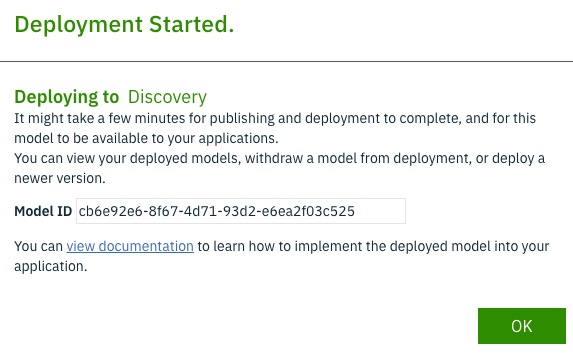 Deployment Started.
Deploying to Discovery
It might take a few minutes for publishing and deployment to complete, and for this
model to be available to your applications.
You can view your deployed models, withdraw a model from deployment, or deploy a
newer version.
Model ID cb6e92e6-8f67-4d71-93d2-e6ea2f03c525
You can view documentation to learn how to implement the deployed model into your
application.
OK